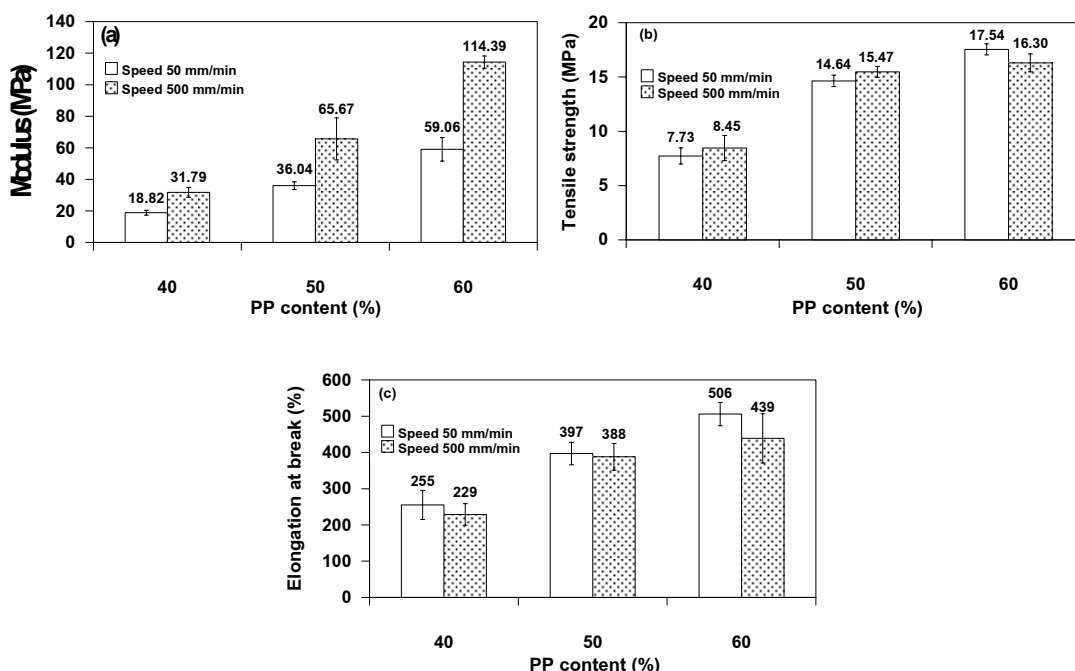 (a)
Modulus (MPa)
140
120
100
80
60
40
20
0
Speed 50 mm/min
Speed 500 mm/min
18.82
31.79
36.04
65.67
59.06
114.39
40 50 60
PP content (%)
(b)
Tensile strength (MPa)
20
15
10
5
0
Speed 50 mm/min
Speed 500 mm/min
7.73
8.45
14.64
15.47
17.54
16.30
40 50 60
PP content (%)
(c)
Elongation at break (%)
600
500
400
300
200
100
0
Speed 50 mm/min
Speed 500 mm/min
255
229
397
388
506
439
40 50 60
PP content (%)